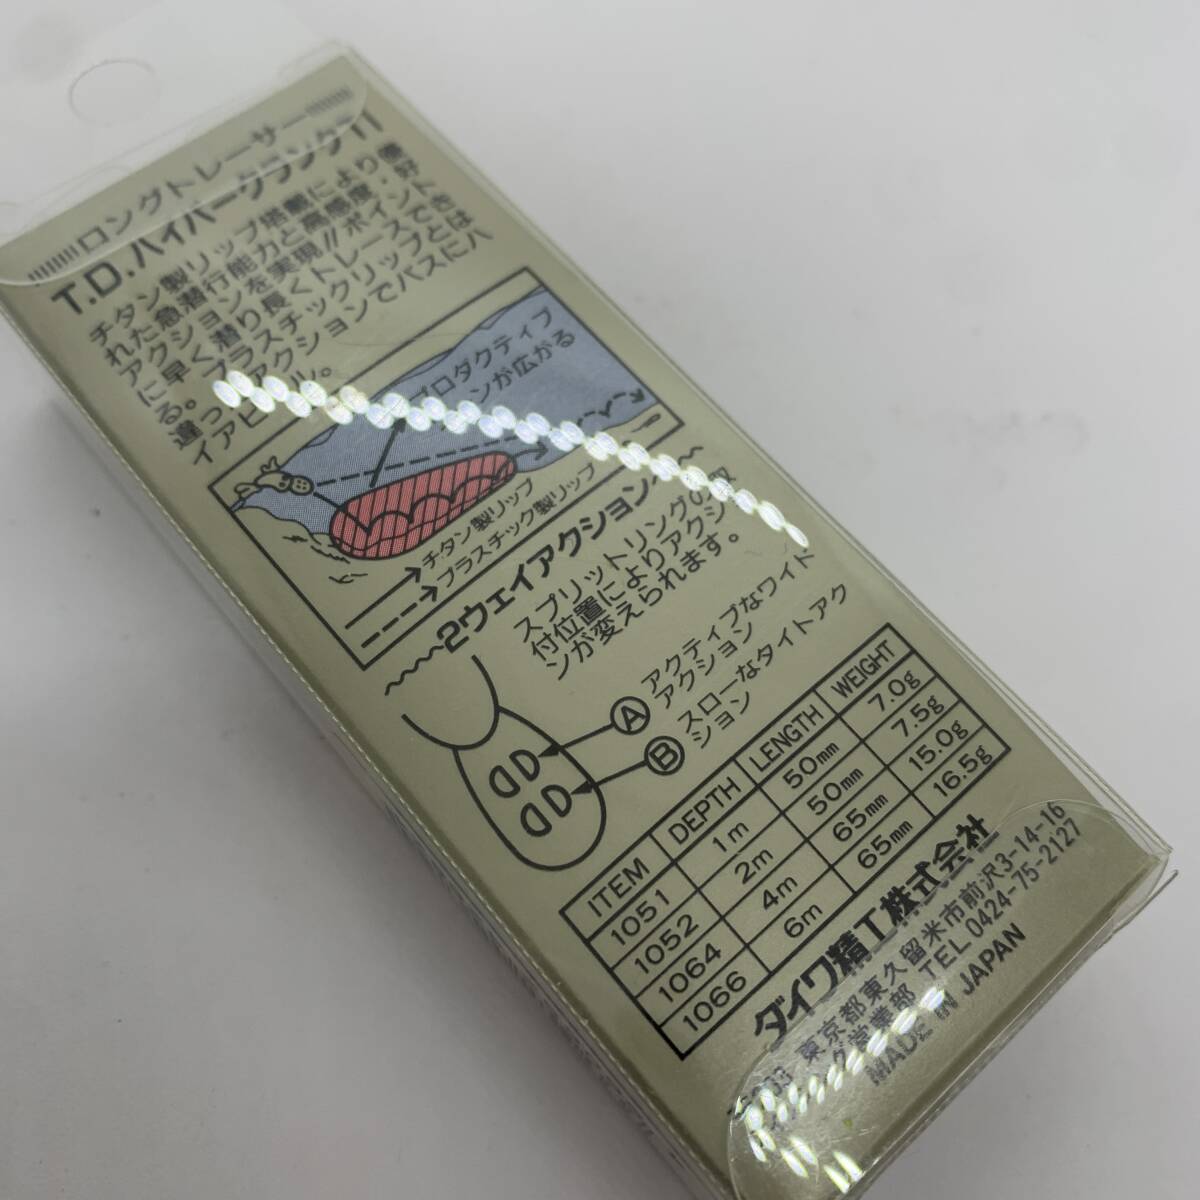 ロングトレーサー
T.D.ハイパークランクTi
チタン製リップ搭載により優
れた急潜行能力と高感度・好
アクションを実現!!ポイント
に早く潜り長くトレースでき
る。プラスチックリップとは
違ったアクションでバスにハ
イアピール。
プロダクティブ
ンが広がる
チタン製リップ
プラスチック製リップ
2ウェイアクション
スプリットリングの取
付位置によりアクショ
ンが変えられます。
A アクティブなワイド
アクション
B スローなタイトアク
ション
ITEM DEPTH LENGTH WEIGHT
1051 1m 50mm 7.0g
1052 2m 50mm 7.5g
1064 4m 65mm 15.0g
1066 6m 65mm 16.5g
ダイワ精工株式会社
東京都東久留米市前沢3-14-16
グ営業部 TEL 0424-75-2127
MADE IN JAPAN